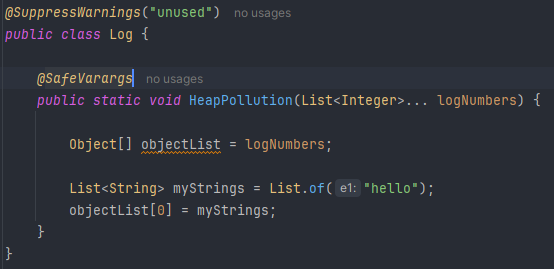 @SuppressWarnings("unused") no usages
public class Log {
@SafeVarargs no usages
public static void HeapPollution(List<Integer>... logNumbers) {
Object[] objectList = logNumbers;
List<String> myStrings = List.of( e1: "hello");
objectList[0] = myStrings;
}
}